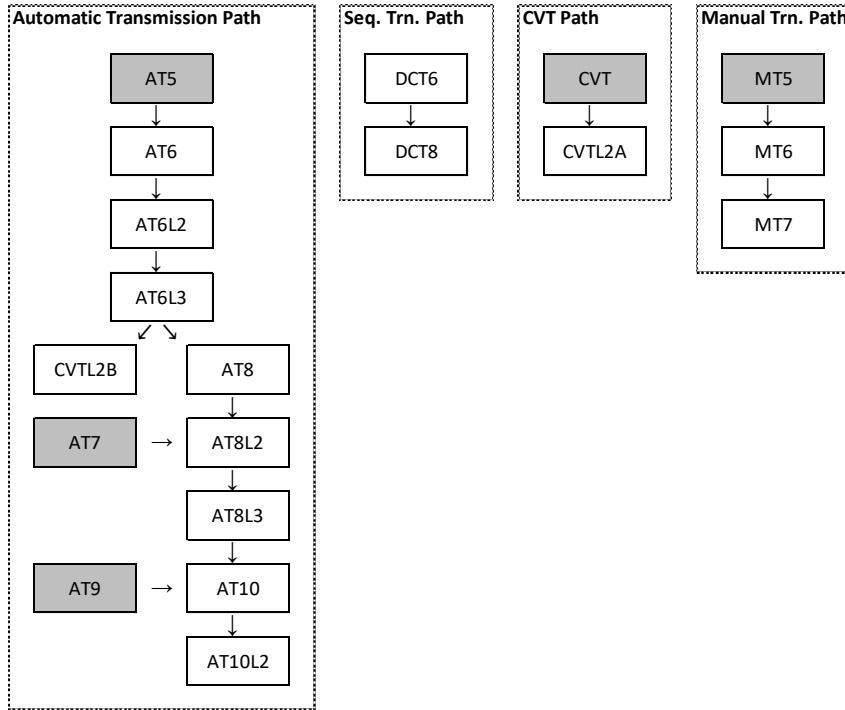 Automatic Transmission Path
AT5
↓
AT6
↓
AT6L2
↓
AT6L3
↙ ↘
CVTL2B AT8
↓
AT7 → AT8L2
↓
AT8L3
↓
AT9 → AT10
↓
AT10L2
Seq. Trn. Path
DCT6
↓
DCT8
CVT Path
CVT
↓
CVTL2A
Manual Trn. Path
MT5
↓
MT6
↓
MT7